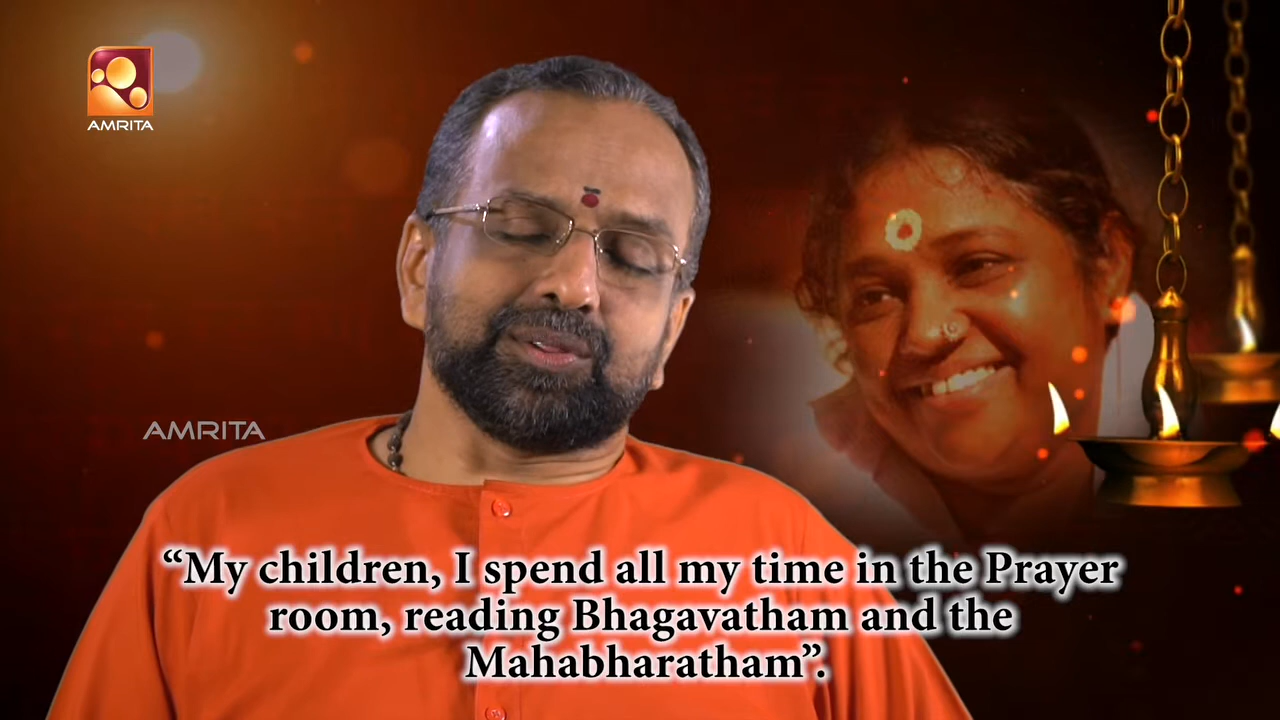 AMRITA
AMRITA
“My children, I spend all my time in the Prayer
room, reading Bhagavatham and the
Mahabharatham”.